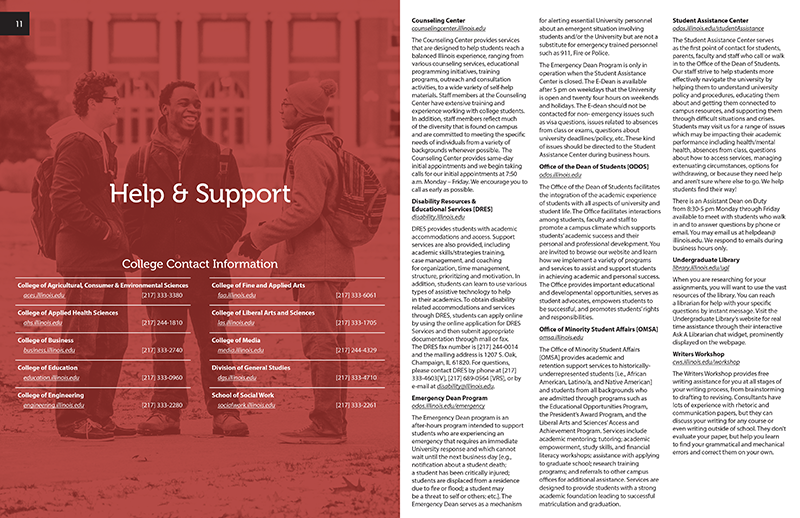 11
Help & Support
College Contact Information
College of Agricultural, Consumer & Environmental Sciences
aces.illinois.edu
[217] 333-3380
College of Applied Health Sciences
ahs.illinois.edu
[217] 244-1810
College of Business
business.illinois.edu
[217] 333-2740
College of Education
education.illinois.edu
[217] 333-0960
College of Engineering
engineering.illinois.edu
[217] 333-2280
College of Fine and Applied Arts
faa.illinois.edu
[217] 333-6061
College of Liberal Arts and Sciences
las.illinois.edu
[217] 333-1705
College of Media
media.illinois.edu
[217] 244-4329
Division of General Studies
dgs.illinois.edu
[217] 333-4710
School of Social Work
socialwork.illinois.edu
[217] 333-2261
Counseling Center
counselingcenter.illinois.edu
The Counseling Center provides services
that are designed to help students reach a
balanced Illinois experience, ranging from
various counseling services, educational
programming initiatives, training
programs, outreach and consultation
activities, to a wide variety of self-help
materials. Staff members at the Counseling
Center have extensive training and
experience working with college students.
In addition, staff members reflect much
of the diversity that is found on campus
and are committed to meeting the specific
needs of individuals from a variety of
backgrounds whenever possible. The
Counseling Center provides same-day
initial appointments and we begin taking
calls for our initial appointments at 7:50
a.m. Monday – Friday. We encourage you to
call as early as possible.
Disability Resources &
Educational Services [DRES]
disability.illinois.edu
DRES provides students with academic
accommodations and access. Support
services are also provided, including
academic skills/strategies training,
case management, and coaching
for organization, time management,
structure, prioritizing and motivation. In
addition, students can learn to use various
types of assistive technology to help
in their academics. To obtain disability
related accommodations and services
through DRES, students can apply online
by using the online application for DRES
Services and then submit appropriate
documentation through mail or fax.
The DRES fax number is [217] 244-0014
and the mailing address is 1207 S. Oak,
Champaign, IL 61820. For questions,
please contact DRES by phone at [217]
333-4603[V], [217] 689-0564 [VRS], or by
e-mail at disability@illinois.edu.
Emergency Dean Program
odos.illinois.edu/emergency
The Emergency Dean program is an
after-hours program intended to support
students who are experiencing an
emergency that requires an immediate
University response and which cannot
wait until the next business day [e.g.,
notification about a student death;
a student has been critically injured;
students are displaced from a residence
due to fire or flood; a student may
be a threat to self or others; etc.]. The
Emergency Dean serves as a mechanism
for alerting essential University personnel
about an emergent situation involving
students and/or the University but are not a
substitute for emergency trained personnel
such as 911, Fire or Police.
The Emergency Dean Program is only in
operation when the Student Assistance
Center is closed. The E-Dean is available
after 5 pm on weekdays that the University
is open and twenty four hours on weekends
and holidays. The E-dean should not be
contacted for non- emergency issues such
as visa questions, issues related to absences
from class or exams, questions about
university deadlines/policy, etc. These kind
of issues should be directed to the Student
Assistance Center during business hours.
Office of the Dean of Students [ODOS]
odos.illinois.edu
The Office of the Dean of Students facilitates
the integration of the academic experience
of students with all aspects of university and
student life. The Office facilitates interactions
among students, faculty and staff to
promote a campus climate which supports
students' academic success and their
personal and professional development. You
are invited to browse our website and learn
how we implement a variety of programs
and services to assist and support students
in achieving academic and personal success.
The Office provides important educational
and developmental opportunities, serves as
student advocates, empowers students to
be successful, and promotes students' rights
and responsibilities.
Office of Minority Student Affairs [OMSA]
omsa.illinois.edu
The Office of Minority Student Affairs
[OMSA] provides academic and
retention support services to historically-
underrepresented students [i.e., African
American, Latino/a, and Native American]
and students from all backgrounds who
are admitted through programs such as
the Educational Opportunities Program,
the President's Award Program, and the
Liberal Arts and Sciences' Access and
Achievement Program. Services include
academic mentoring; tutoring; academic
empowerment, study skills, and financial
literacy workshops; assistance with applying
to graduate school; research training
programs; and referrals to other campus
offices for additional assistance. Services are
designed to provide students with a strong
academic foundation leading to successful
matriculation and graduation.
Student Assistance Center
odos.illinois.edu/studentAssistance
The Student Assistance Center serves
as the first point of contact for students,
parents, faculty and staff who call or walk
in to the Office of the Dean of Students.
Our staff strive to help students more
effectively navigate the university by
helping them to understand university
policy and procedures, educating them
about and getting them connected to
campus resources, and supporting them
through difficult situations and crises.
Students may visit us for a range of issues
which may be impacting their academic
performance including health/mental
health, absences from class, questions
about how to access services, managing
extenuating circumstances, options for
withdrawing, or because they need help
and aren't sure where else to go. We help
students find their way!
There is an Assistant Dean on Duty
from 8:30-5 pm Monday through Friday
available to meet with students who walk
in and to answer questions by phone or
email. You may email us at helpdean@
illinois.edu. We respond to emails during
business hours only.
Undergraduate Library
library.illinois.edu/ugl
When you are researching for your
assignments, you will want to use the vast
resources of the library. You can reach
a librarian for help with your specific
questions by instant message. Visit the
Undergraduate Library's website for real
time assistance through their interactive
Ask A Librarian chat widget, prominently
displayed on the webpage.
Writers Workshop
cws.illinois.edu/workshop
The Writers Workshop provides free
writing assistance for you at all stages of
your writing process, from brainstorming
to drafting to revising. Consultants have
lots of experience with rhetoric and
communication papers, but they can
discuss your writing for any course or
even writing outside of school. They don't
evaluate your paper, but help you learn
to find your grammatical and mechanical
errors and correct them on your own.